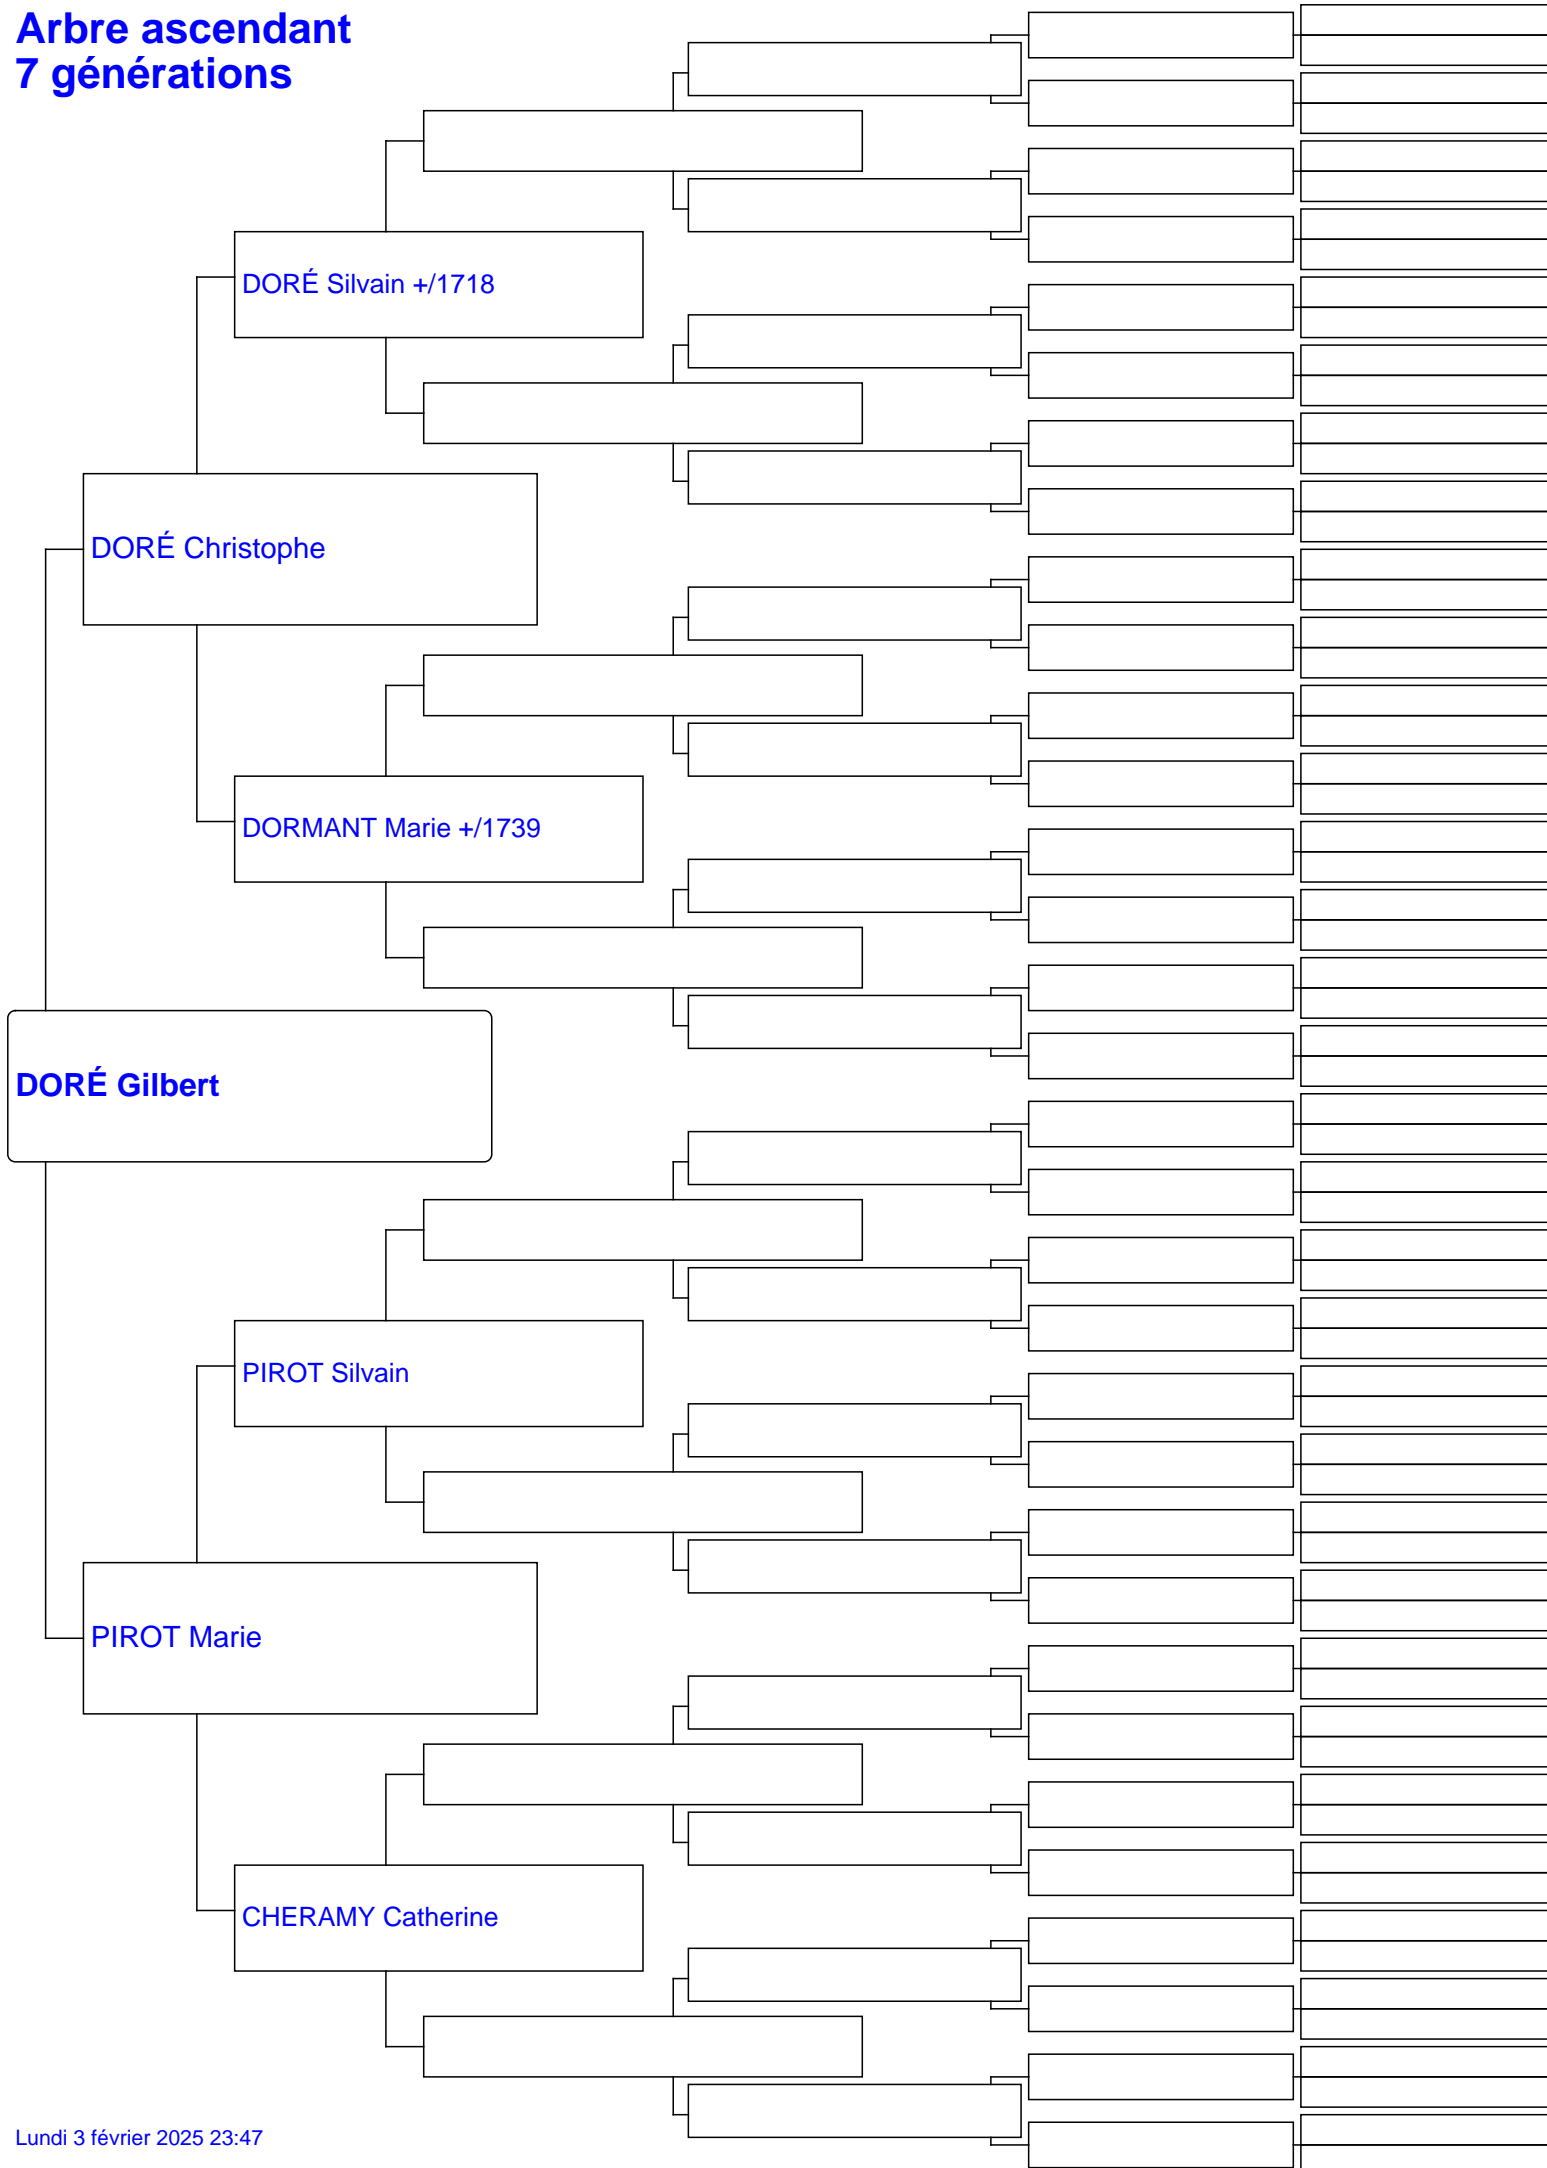 Arbre ascendant
7 générations
DORÉ Silvain +/1718
DORÉ Christophe
DORMANT Marie +/1739
DORÉ Gilbert
PIROT Silvain
PIROT Marie
CHERAMY Catherine
Lundi 3 février 2025 23:47